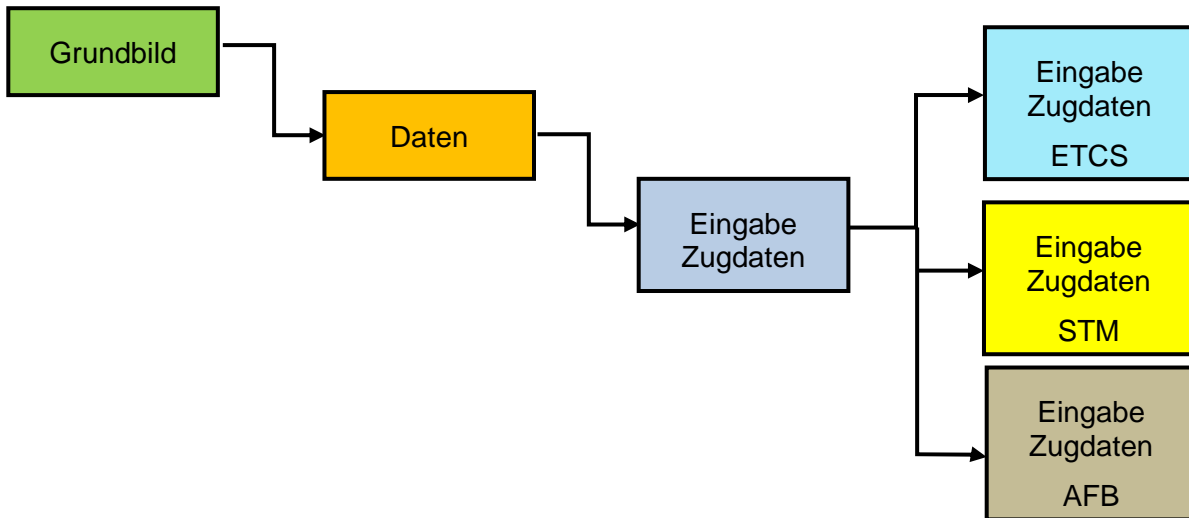 Grundbild
Daten
Eingabe
Zugdaten
Eingabe
Zugdaten
ETCS
Eingabe
Zugdaten
STM
Eingabe
Zugdaten
AFB